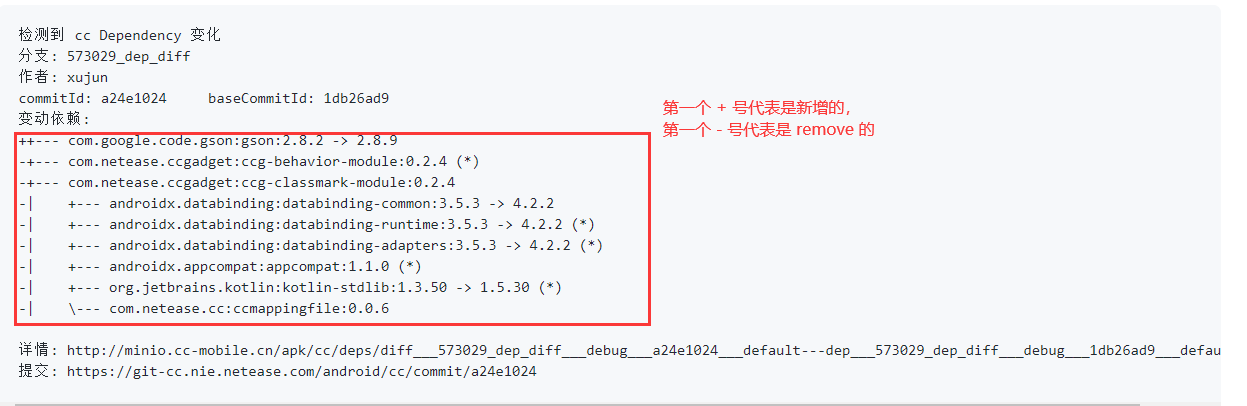 检测到 cc Dependency 变化
分支: 573029_dep_diff
作者: xujun
commitId: a24e1024     baseCommitId: 1db26ad9
变动依赖:
第一个 + 号代表是新增的,
第一个 - 号代表是 remove 的
++--- com.google.code.gson:gson:2.8.2 -> 2.8.9
-+--- com.netease.ccgadget:ccg-behavior-module:0.2.4 (*)
-+--- com.netease.ccgadget:ccg-classmark-module:0.2.4
-|    +--- androidx.databinding:databinding-common:3.5.3 -> 4.2.2
-|    +--- androidx.databinding:databinding-runtime:3.5.3 -> 4.2.2 (*)
-|    +--- androidx.databinding:databinding-adapters:3.5.3 -> 4.2.2 (*)
-|    +--- androidx.appcompat:appcompat:1.1.0 (*)
-|    +--- org.jetbrains.kotlin:kotlin-stdlib:1.3.50 -> 1.5.30 (*)
-|    \--- com.netease.cc:ccmappingfile:0.0.6
详情: http://minio.cc-mobile.cn/apk/cc/deps/diff___573029_dep_diff___debug___a24e1024___default---dep___573029_dep_diff___debug___1db26ad9___defau
提交: https://git-cc.nie.netease.com/android/cc/commit/a24e1024